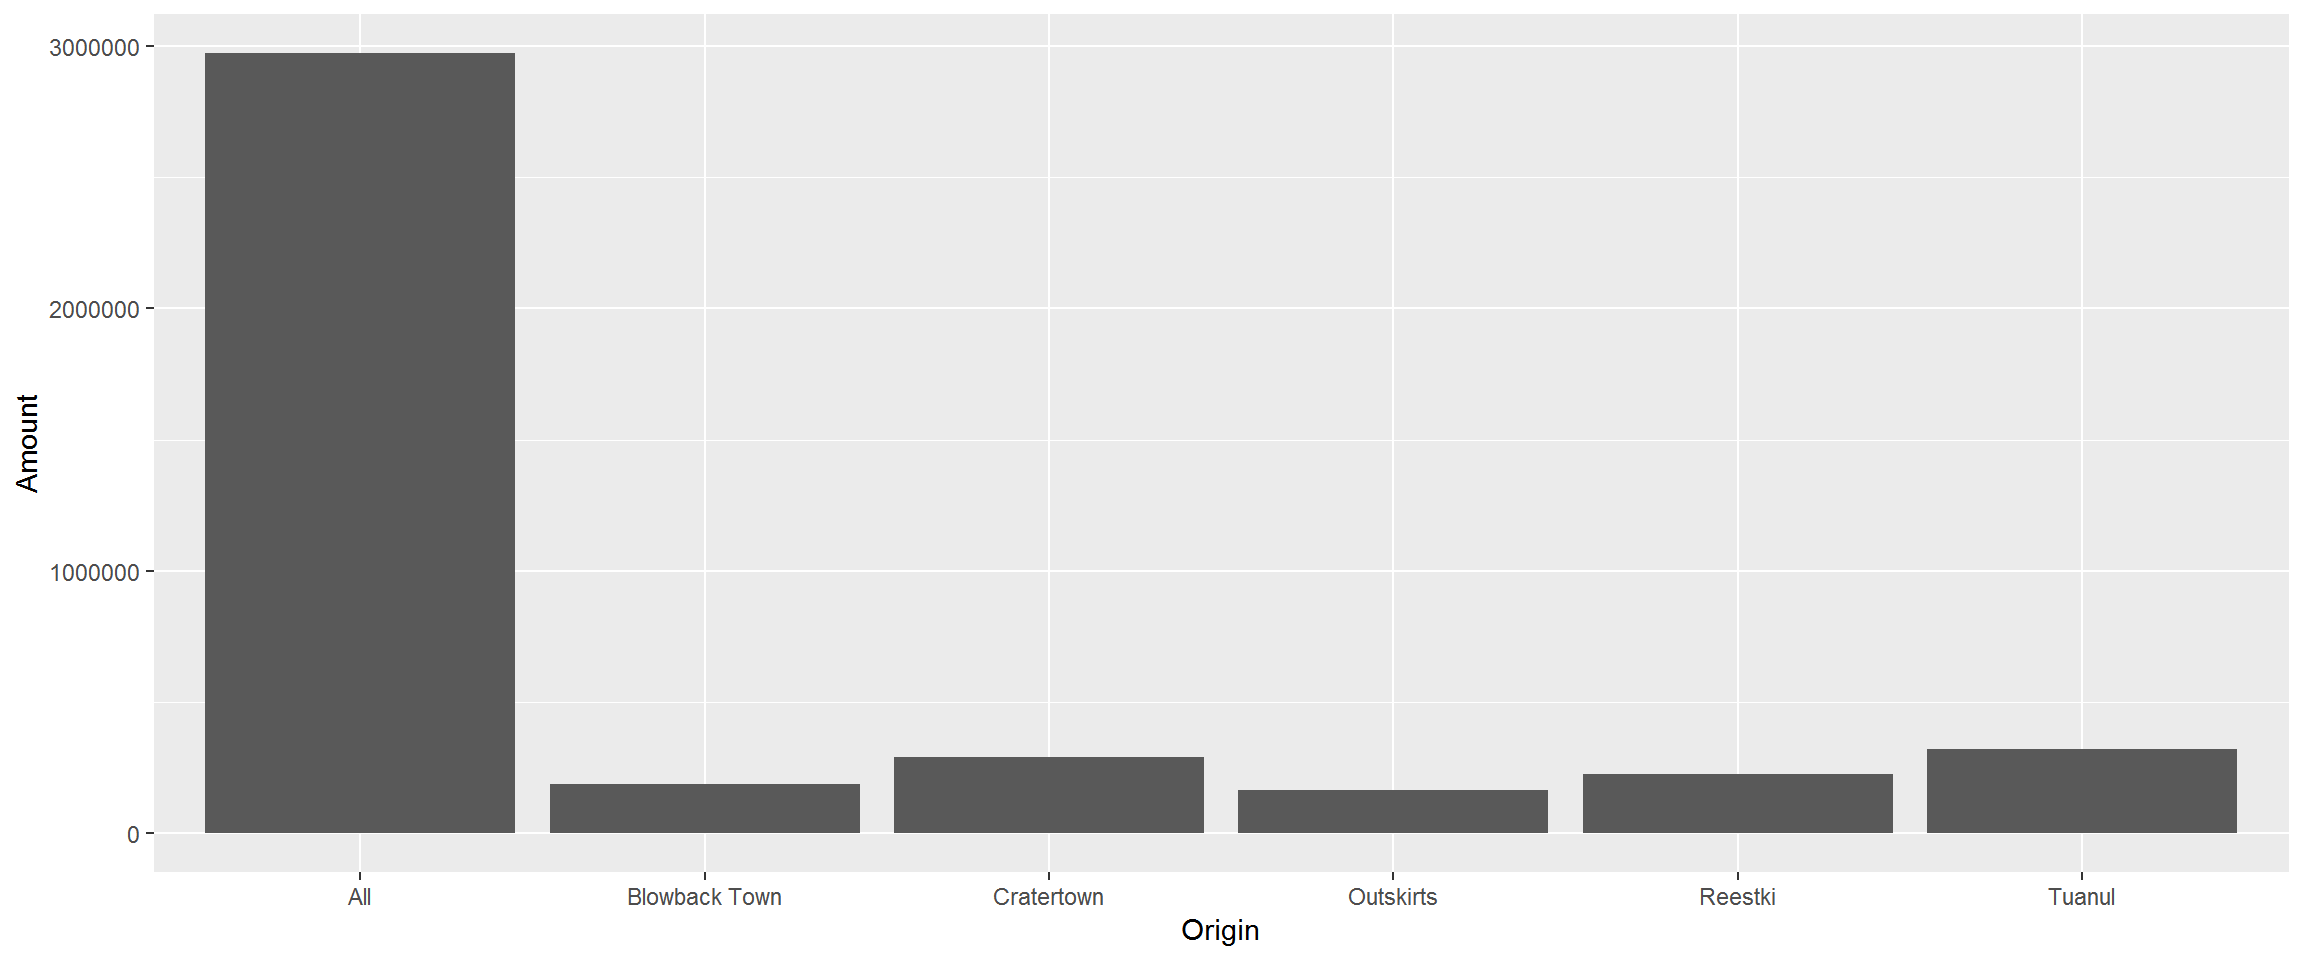 3000000
2000000
1000000
0
Amount
All Blowback Town Cratertown Outskirts Reestki Tuanul
Origin